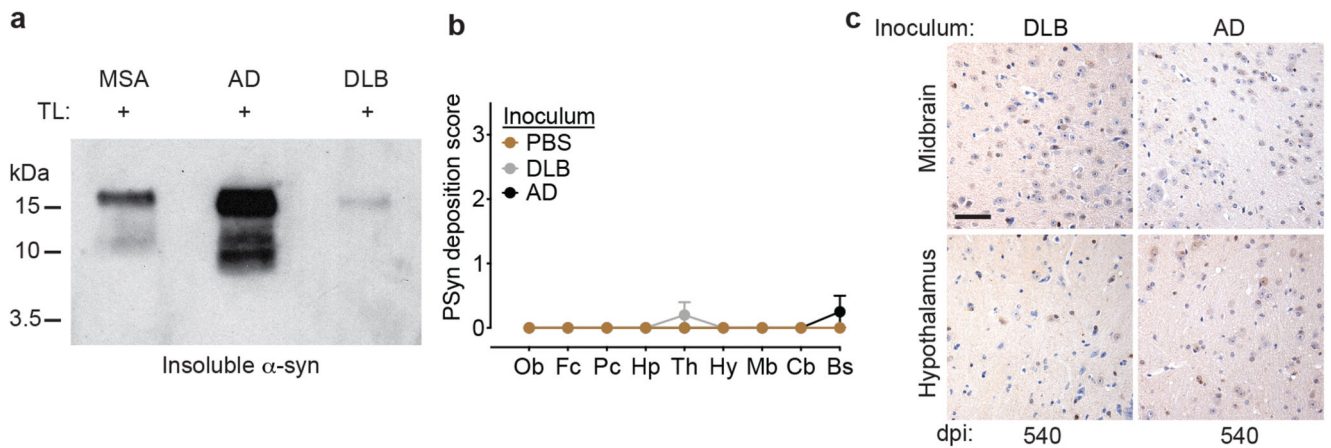 a
MSA AD DLB
TL: + + +
kDa
15
10
3.5
Insoluble α-syn
b
PSyn deposition score
3
2
1
0
Inoculum
PBS
DLB
AD
Ob Fc Pc Hp Th Hy Mb Cb Bs
c
Inoculum: DLB AD
Midbrain
Hypothalamus
dpi: 540 540